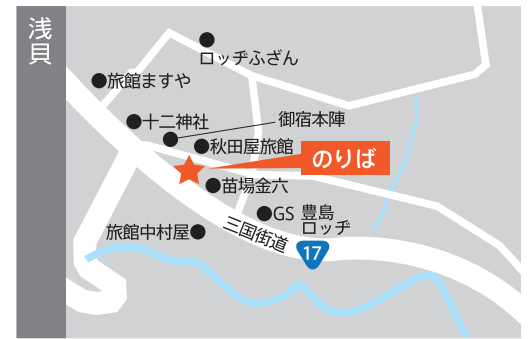 浅貝
ロッヂふざん
旅館ますや
十二神社
御宿本陣
秋田屋旅館
のりば
苗場金六
GS 豊島
ロッヂ
旅館中村屋
三国街道
17